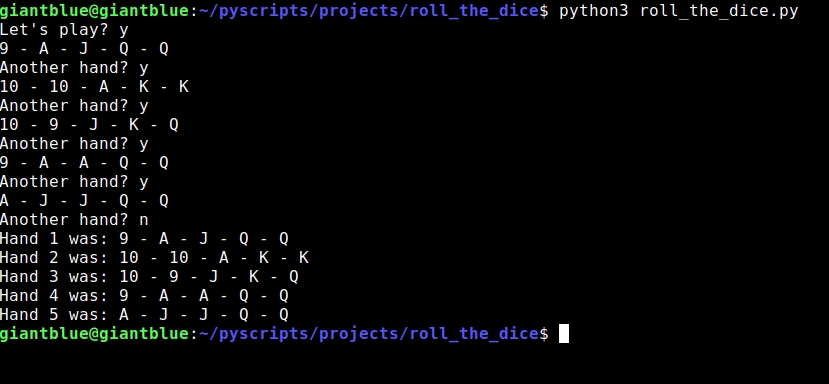 giantblue@giantblue:~/pyscripts/projects/roll_the_dice$ python3 roll_the_dice.py
Let's play? y
9 - A - J - Q - Q
Another hand? y
10 - 10 - A - K - K
Another hand? y
10 - 9 - J - K - Q
Another hand? y
9 - A - A - Q - Q
Another hand? y
A - J - J - Q - Q
Another hand? n
Hand 1 was: 9 - A - J - Q - Q
Hand 2 was: 10 - 10 - A - K - K
Hand 3 was: 10 - 9 - J - K - Q
Hand 4 was: 9 - A - A - Q - Q
Hand 5 was: A - J - J - Q - Q
giantblue@giantblue:~/pyscripts/projects/roll_the_dice$